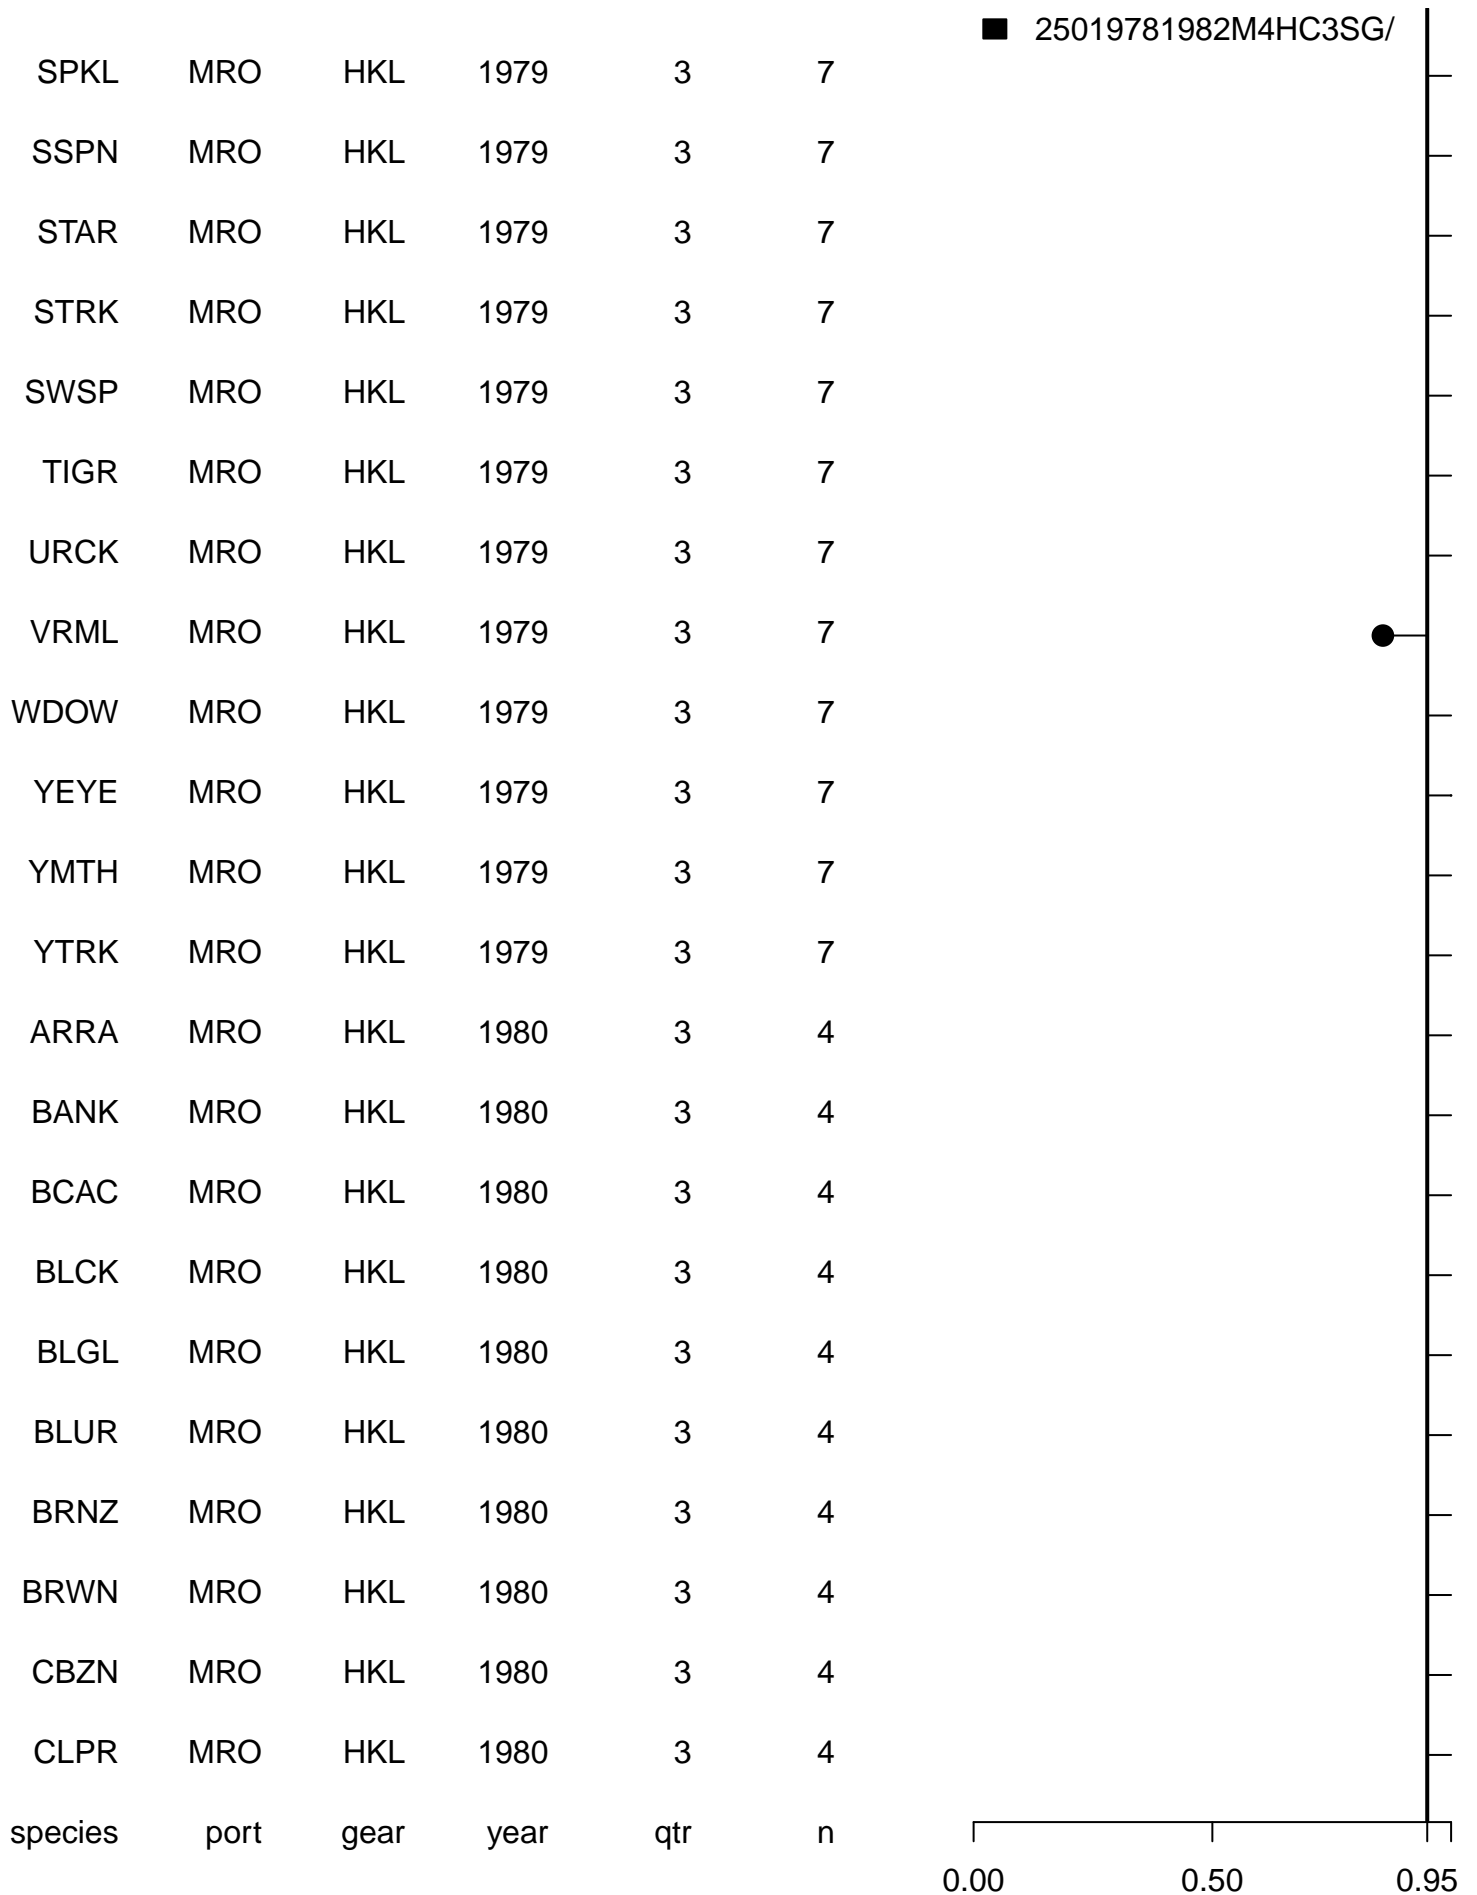 25019781982M4HC3SG/
SPKL MRO HKL 1979 3 7
SSPN MRO HKL 1979 3 7
STAR MRO HKL 1979 3 7
STRK MRO HKL 1979 3 7
SWSP MRO HKL 1979 3 7
TIGR MRO HKL 1979 3 7
URCK MRO HKL 1979 3 7
VRML MRO HKL 1979 3 7
WDOW MRO HKL 1979 3 7
YEYE MRO HKL 1979 3 7
YMTH MRO HKL 1979 3 7
YTRK MRO HKL 1979 3 7
ARRA MRO HKL 1980 3 4
BANK MRO HKL 1980 3 4
BCAC MRO HKL 1980 3 4
BLCK MRO HKL 1980 3 4
BLGL MRO HKL 1980 3 4
BLUR MRO HKL 1980 3 4
BRNZ MRO HKL 1980 3 4
BRWN MRO HKL 1980 3 4
CBZN MRO HKL 1980 3 4
CLPR MRO HKL 1980 3 4
species port gear year qtr n
0.00 0.50 0.95